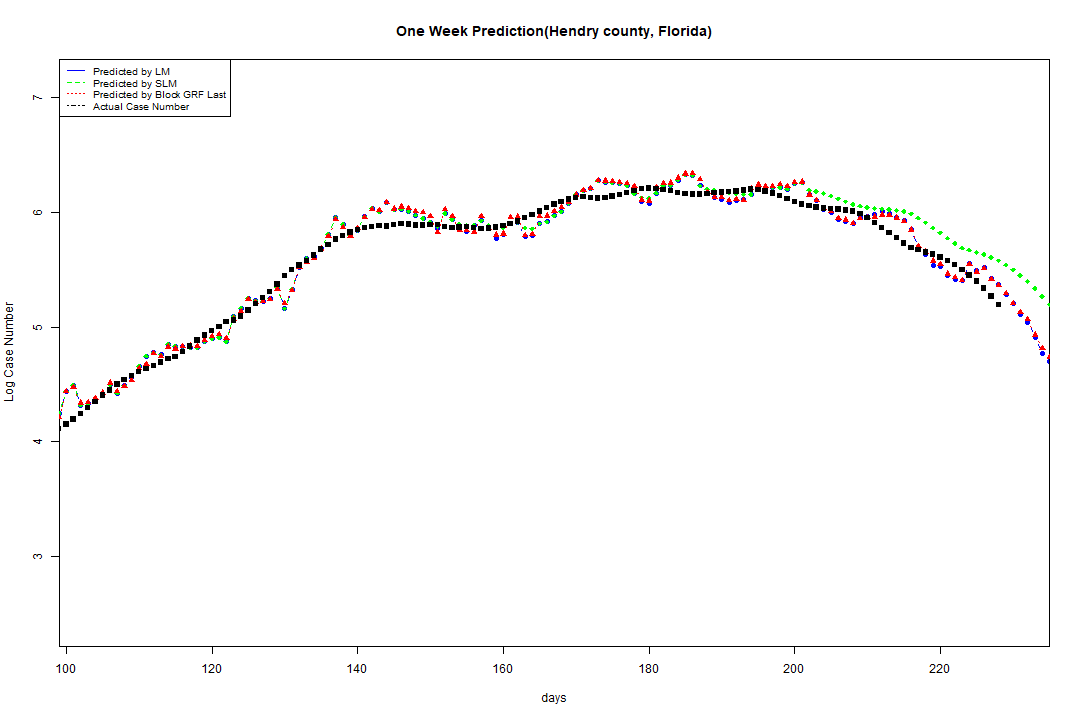 One Week Prediction(Hendry county, Florida)
Predicted by LM
Predicted by SLM
Predicted by Block GRF Last
Actual Case Number
7
6
5
4
3
Log Case Number
100 120 140 160 180 200 220
days